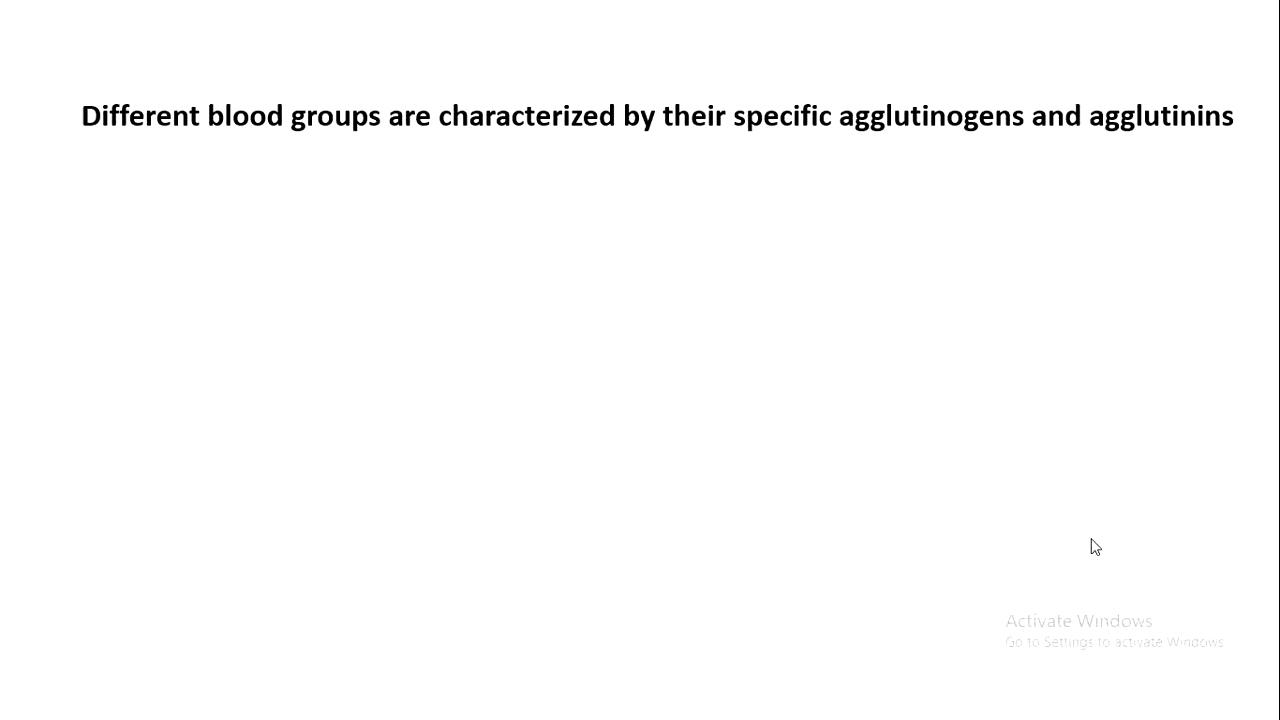 Different blood groups are characterized by their specific agglutinogens and agglutinins
Activate Windows
Go to Settings to activate Windows